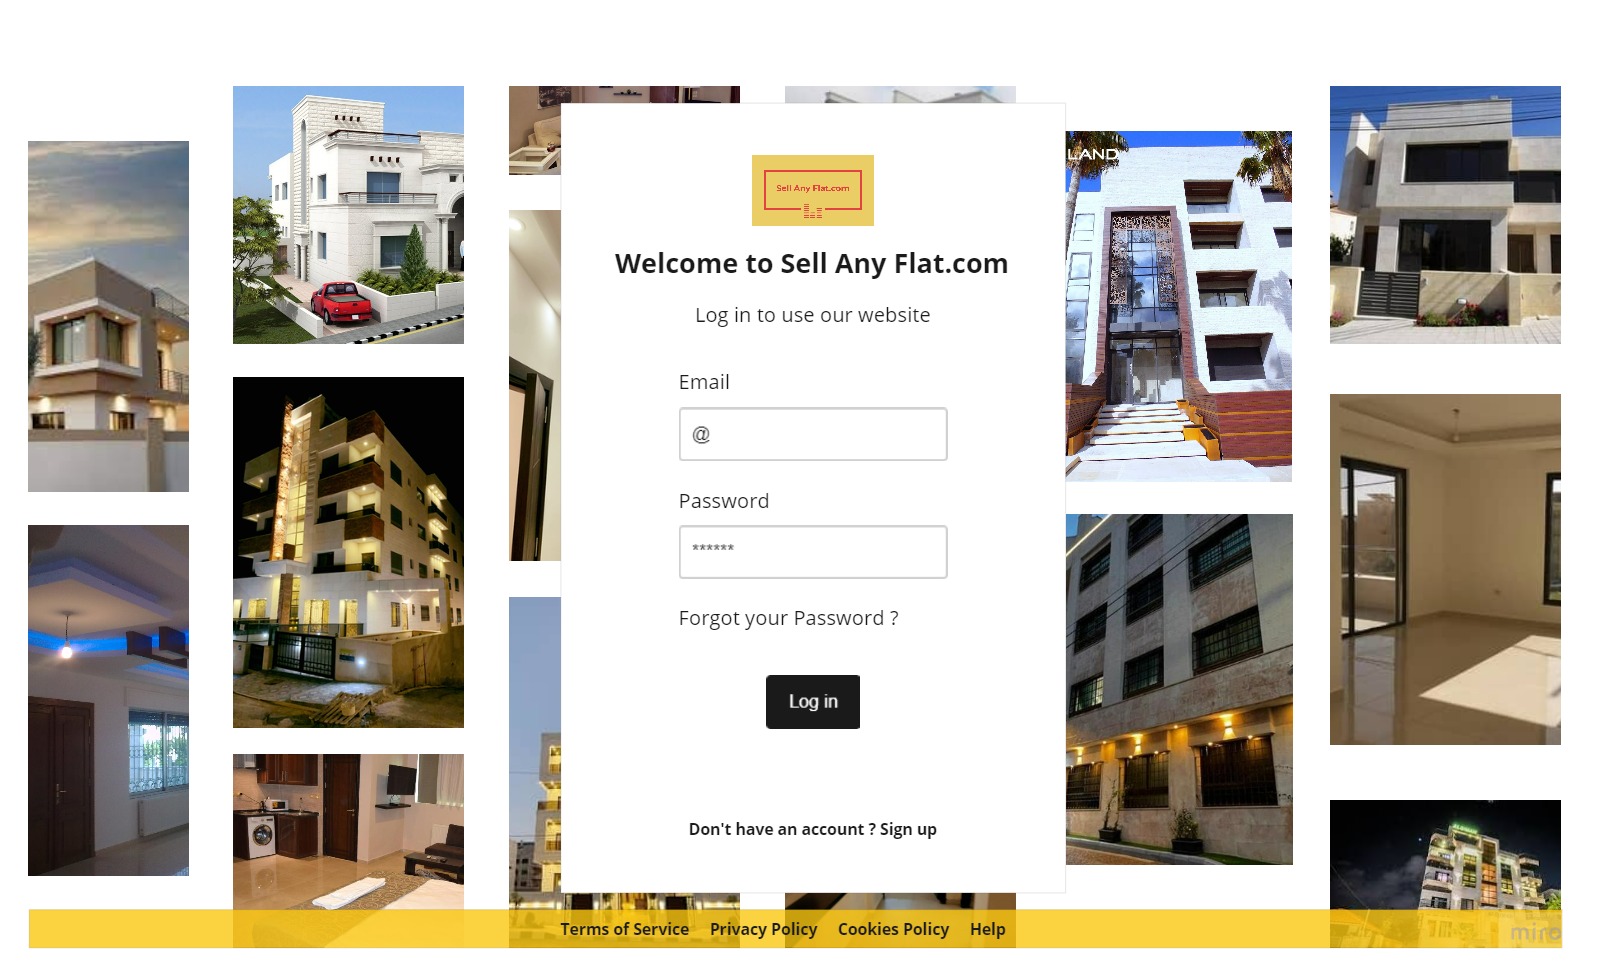 LAND
Sell Any Flat.com
Welcome to Sell Any Flat.com
Log in to use our website
Email
@
Password
******
Forgot your Password ?
Log in
Don't have an account ? Sign up
Terms of Service Privacy Policy Cookies Policy Help
miro